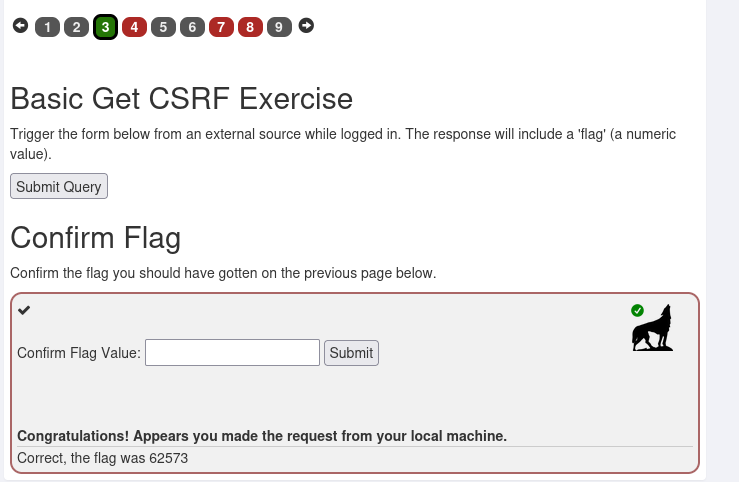 1 2 3 4 5 6 7 8 9
Basic Get CSRF Exercise
Trigger the form below from an external source while logged in. The response will include a 'flag' (a numeric
value).
Submit Query
Confirm Flag
Confirm the flag you should have gotten on the previous page below.
Confirm Flag Value: Submit
Congratulations! Appears you made the request from your local machine.
Correct, the flag was 62573